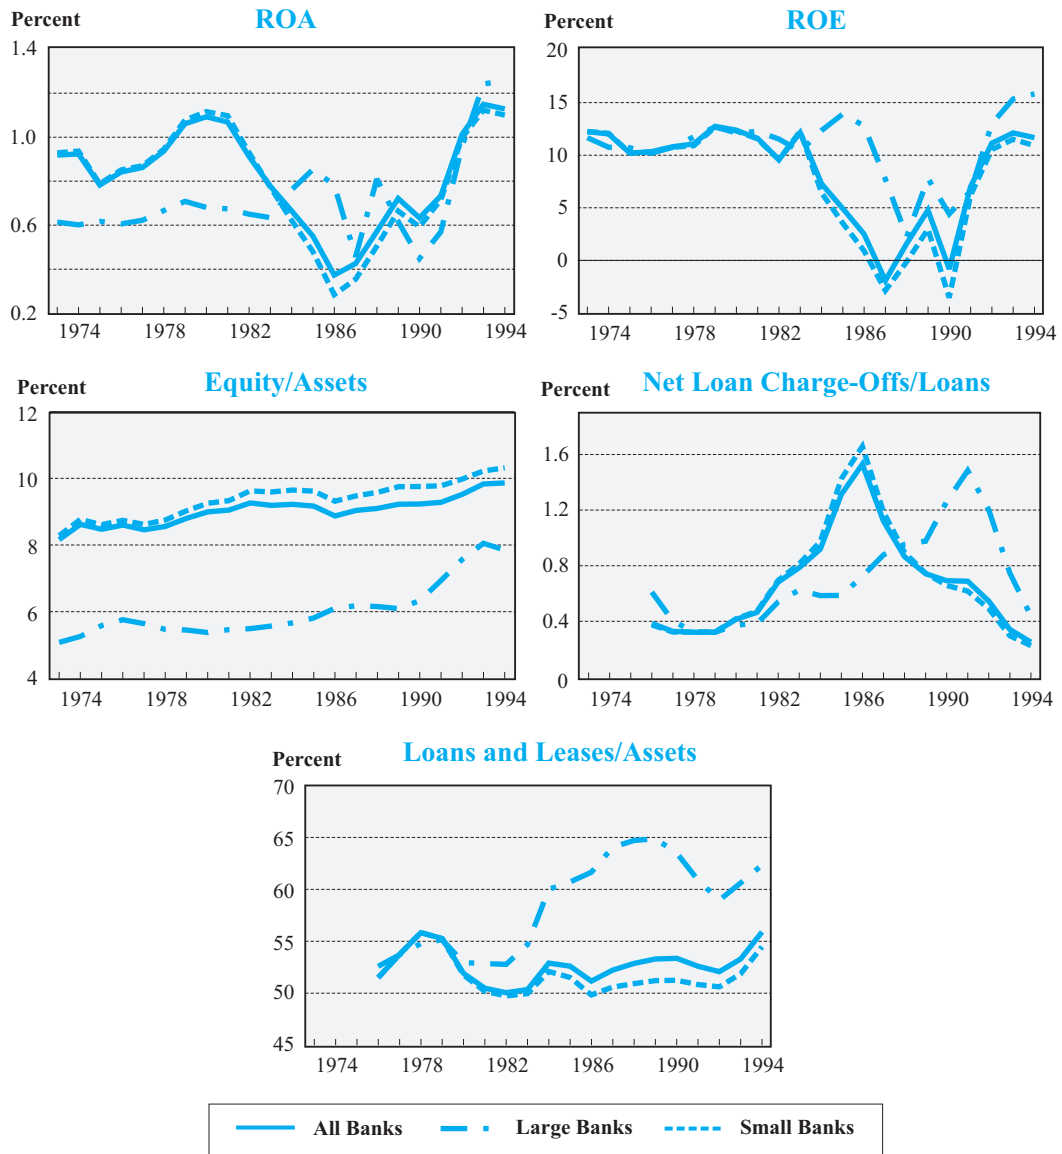 ROA
Percent
1.4
1.0
0.6
0.2
1974 1978 1982 1986 1990 1994
ROE
Percent
20
15
10
5
0
-5
1974 1978 1982 1986 1990 1994
Equity/Assets
Percent
12
10
8
6
4
1974 1978 1982 1986 1990 1994
Net Loan Charge-Offs/Loans
Percent
1.6
1.2
0.8
0.4
0
1974 1978 1982 1986 1990 1994
Loans and Leases/Assets
Percent
70
65
60
55
50
45
1974 1978 1982 1986 1990 1994
All Banks Large Banks Small Banks